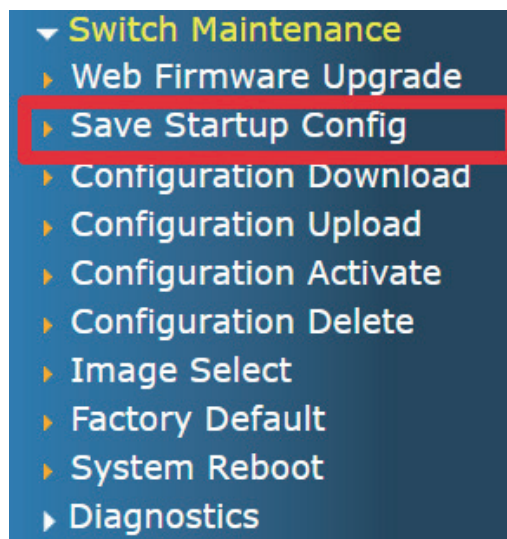 Switch Maintenance
Web Firmware Upgrade
Save Startup Config
Configuration Download
Configuration Upload
Configuration Activate
Configuration Delete
Image Select
Factory Default
System Reboot
Diagnostics